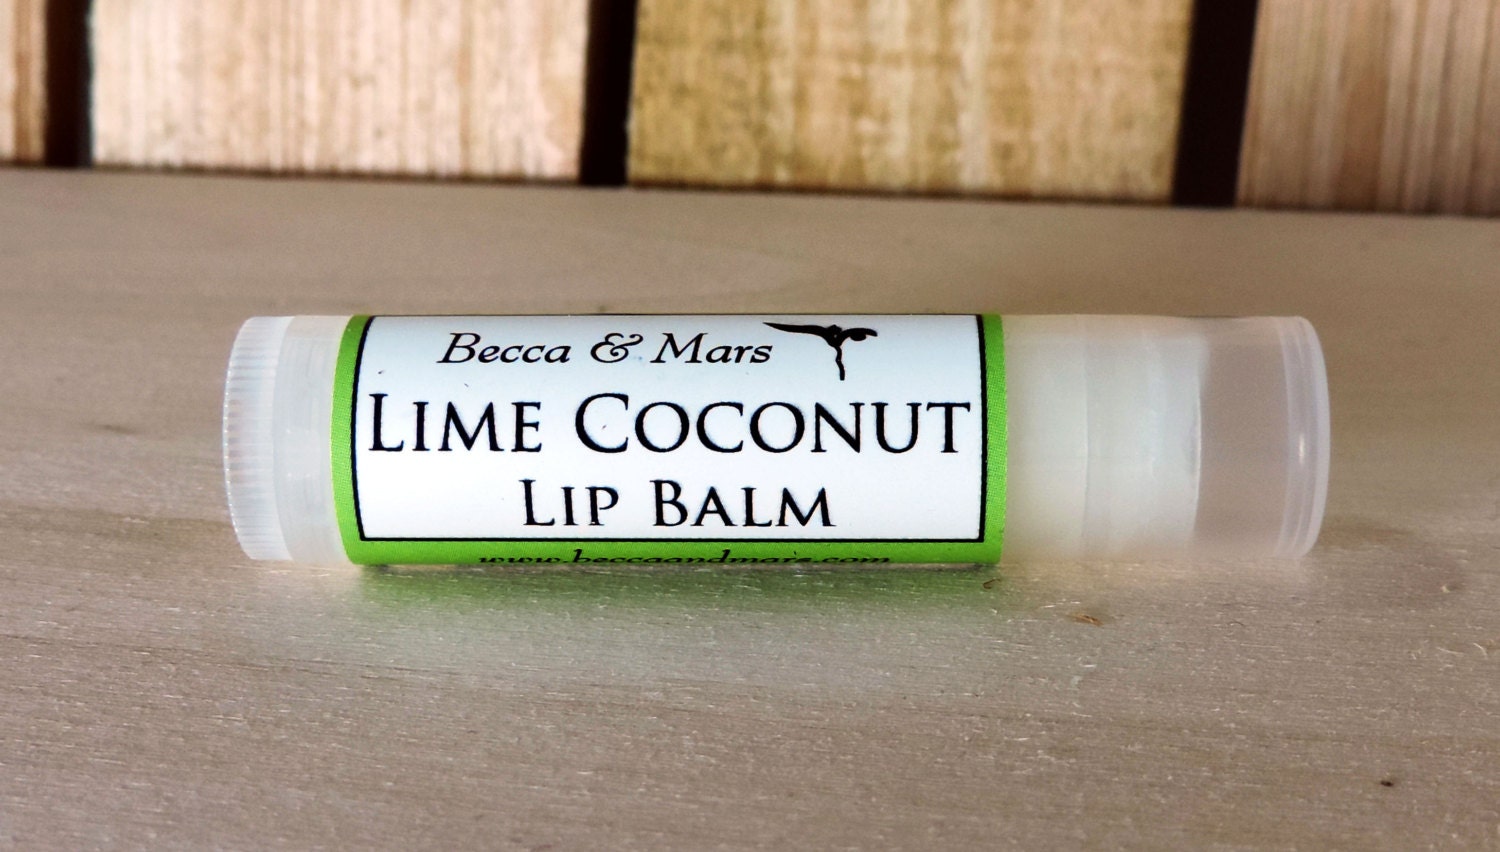 Becca & Mars
LIME COCONUT
LIP BALM
www.beccaandmars.com